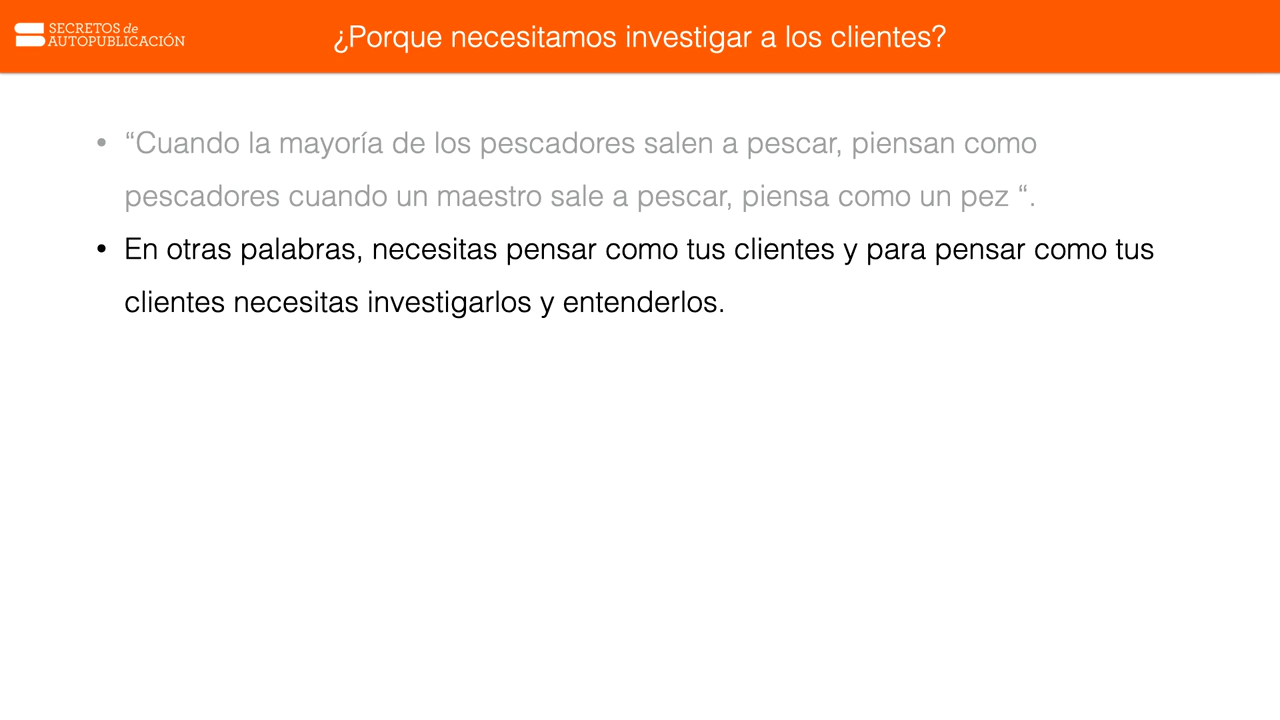 SECRETOS de
AUTOPUBLICACIÓN
¿Porque necesitamos investigar a los clientes?
• “Cuando la mayoría de los pescadores salen a pescar, piensan como
pescadores cuando un maestro sale a pescar, piensa como un pez “.
• En otras palabras, necesitas pensar como tus clientes y para pensar como tus
clientes necesitas investigarlos y entenderlos.